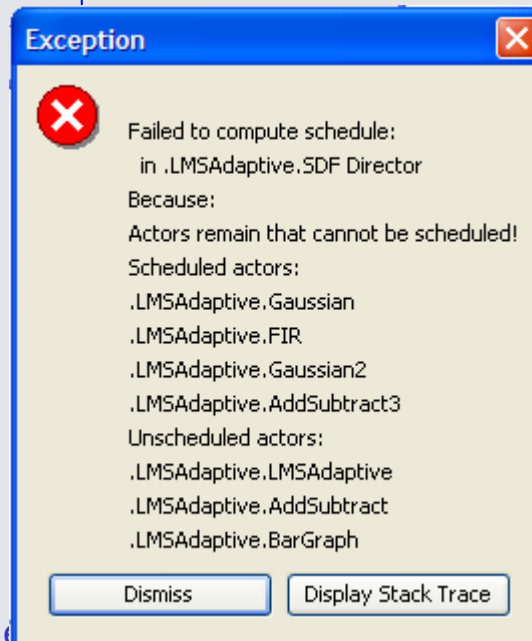 Exception
Failed to compute schedule:
in .LMSAdaptive.SDF Director
Because:
Actors remain that cannot be scheduled!
Scheduled actors:
.LMSAdaptive.Gaussian
.LMSAdaptive.FIR
.LMSAdaptive.Gaussian2
.LMSAdaptive.AddSubtract3
Unscheduled actors:
.LMSAdaptive.LMSAdaptive
.LMSAdaptive.AddSubtract
.LMSAdaptive.BarGraph
Dismiss Display Stack Trace